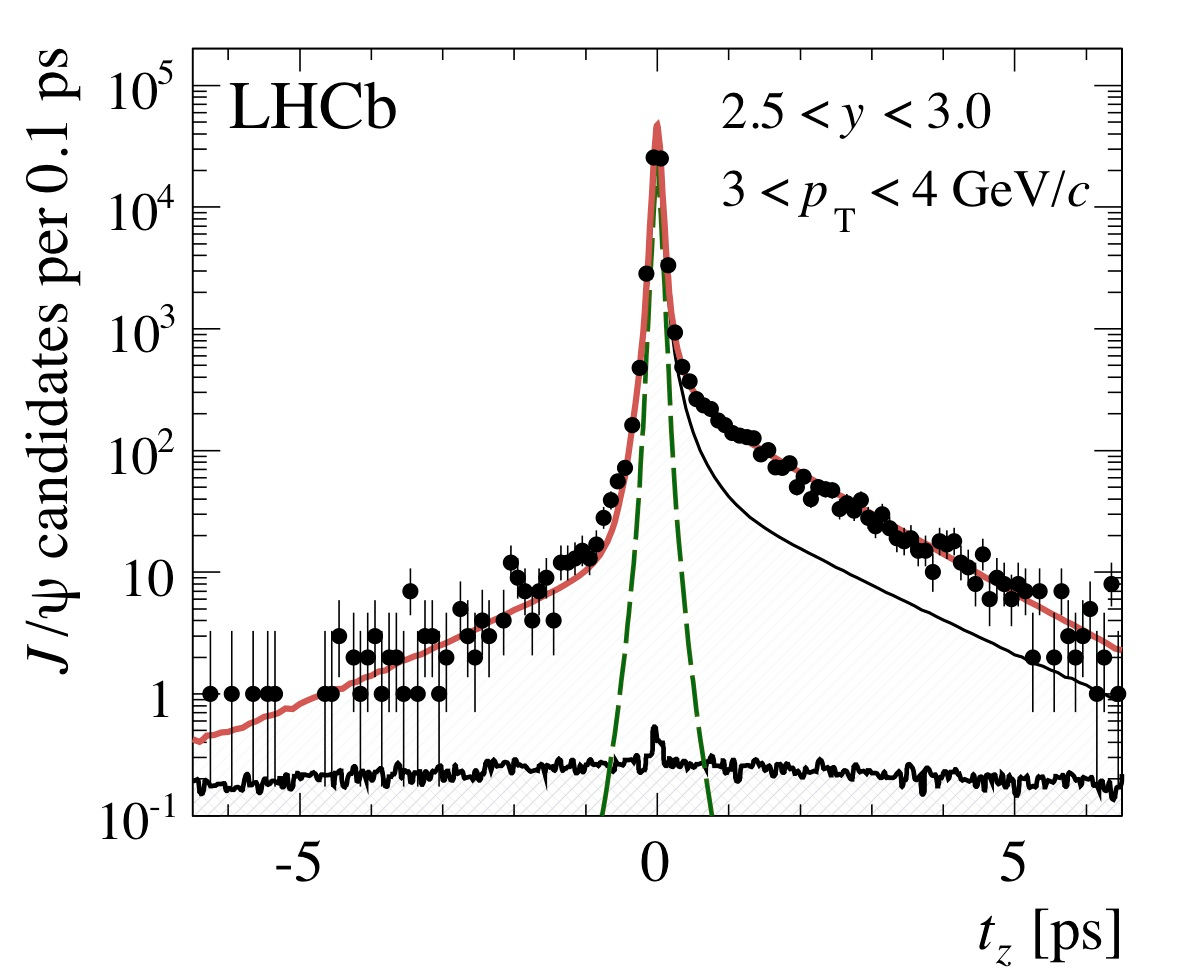 LHCb
2.5 < y < 3.0
3 < p_T < 4 GeV/c
J/ψ candidates per 0.1 ps
10^5
10^4
10^3
10^2
10
1
10^-1
-5 0 5
t_z [ps]